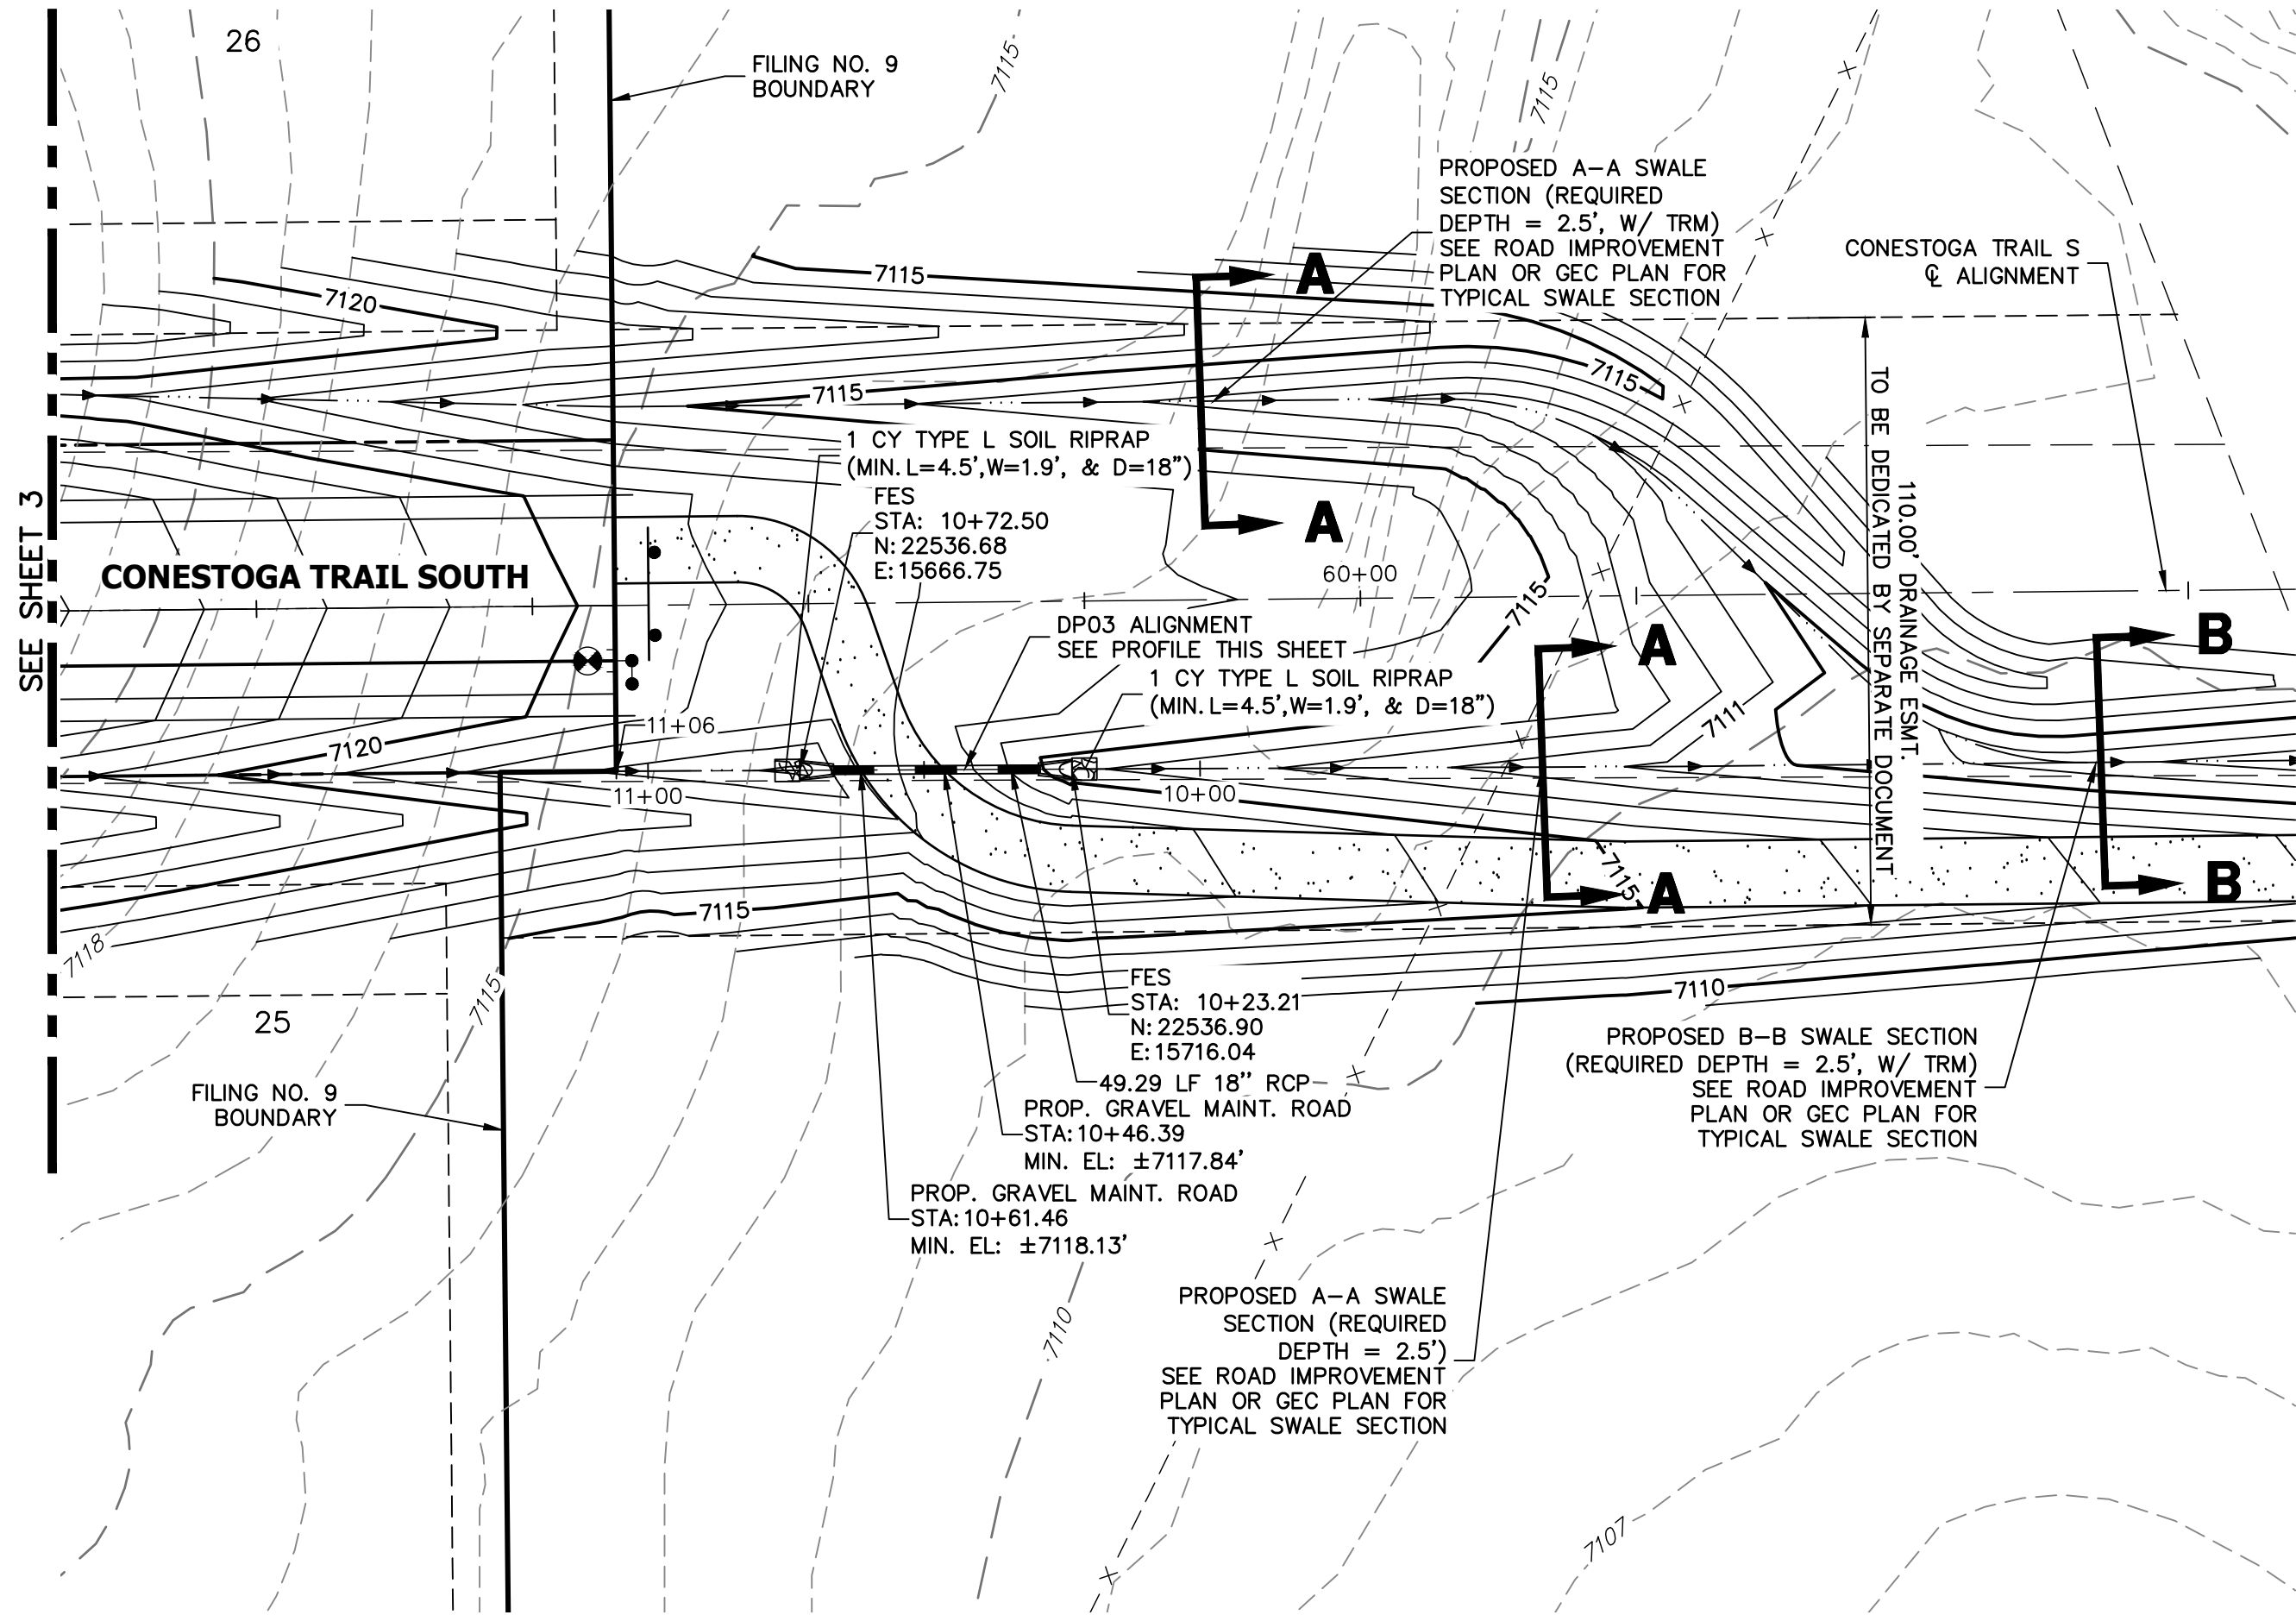 26
FILING NO. 9
BOUNDARY
7115
7115
PROPOSED A-A SWALE
SECTION (REQUIRED
DEPTH = 2.5', W/ TRM)
SEE ROAD IMPROVEMENT
PLAN OR GEC PLAN FOR
TYPICAL SWALE SECTION
CONESTOGA TRAIL S
℄ ALIGNMENT
7120
7115
A
7115
7115
1 CY TYPE L SOIL RIPRAP
(MIN. L=4.5',W=1.9', & D=18")
FES
STA: 10+72.50
N: 22536.68
E: 15666.75
A
SEE SHEET 3
CONESTOGA TRAIL SOUTH
60+00
7115
110.00' DRAINAGE ESMT.
TO BE DEDICATED BY SEPARATE DOCUMENT
DP03 ALIGNMENT
SEE PROFILE THIS SHEET
1 CY TYPE L SOIL RIPRAP
(MIN. L=4.5',W=1.9', & D=18")
A
B
7120
11+06
11+00
10+00
7111
7115
7115
A
B
7118
7115
25
FES
STA: 10+23.21
N: 22536.90
E: 15716.04
49.29 LF 18" RCP
PROP. GRAVEL MAINT. ROAD
STA: 10+46.39
MIN. EL: ±7117.84'
PROP. GRAVEL MAINT. ROAD
STA: 10+61.46
MIN. EL: ±7118.13'
7110
PROPOSED B-B SWALE SECTION
(REQUIRED DEPTH = 2.5', W/ TRM)
SEE ROAD IMPROVEMENT
PLAN OR GEC PLAN FOR
TYPICAL SWALE SECTION
FILING NO. 9
BOUNDARY
7110
PROPOSED A-A SWALE
SECTION (REQUIRED
DEPTH = 2.5')
SEE ROAD IMPROVEMENT
PLAN OR GEC PLAN FOR
TYPICAL SWALE SECTION
7107